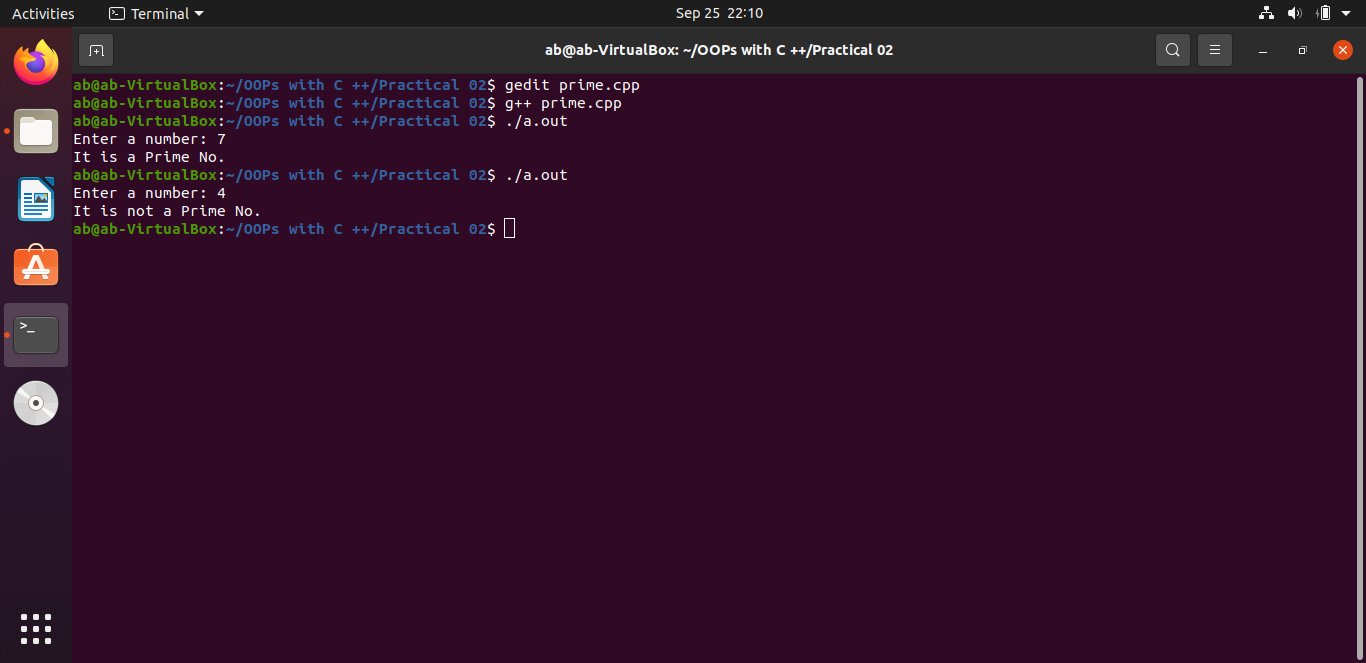 Activities Terminal Sep 25 22:10
ab@ab-VirtualBox: ~/OOPs with C ++/Practical 02
ab@ab-VirtualBox:~/OOPs with C ++/Practical 02$ gedit prime.cpp
ab@ab-VirtualBox:~/OOPs with C ++/Practical 02$ g++ prime.cpp
ab@ab-VirtualBox:~/OOPs with C ++/Practical 02$ ./a.out
Enter a number: 7
It is a Prime No.
ab@ab-VirtualBox:~/OOPs with C ++/Practical 02$ ./a.out
Enter a number: 4
It is not a Prime No.
ab@ab-VirtualBox:~/OOPs with C ++/Practical 02$